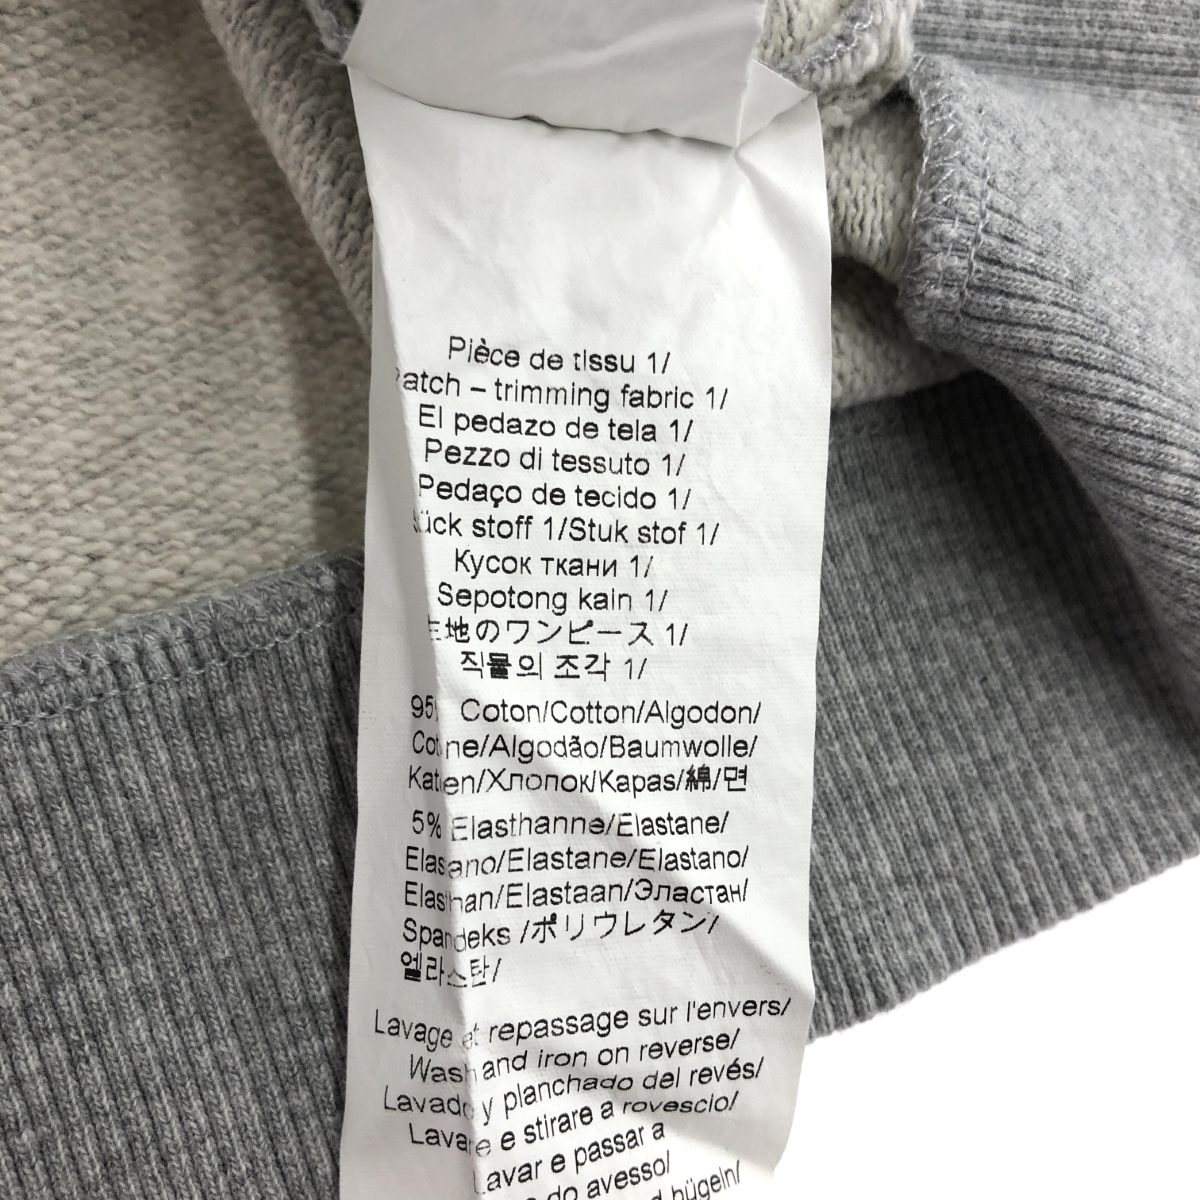 Pièce de tissu 1/
Patch – trimming fabric 1/
El pedazo de tela 1/
Pezzo di tessuto 1/
Pedaço de tecido 1/
stück stoff 1/Stuk stof 1/
Кусок ткани 1/
Sepotong kain 1/
生地のワンピース 1/
직물의 조각 1/
95% Coton/Cotton/Algodon/
Cotone/Algodão/Baumwolle/
Katoen/Хлопок/Kapas/綿/면
5% Elasthanne/Elastane/
Elastano/Elastane/Elastano/
Elasthan/Elastaan/Эластан/
Spandeks /ポリウレタン/
엘라스탄/
Lavage et repassage sur l'envers/
Wash and iron on reverse/
Lavado y planchado del revés/
Lavare e stirare a rovescio/
Lavar e passar a
do avesso/
bügeln/